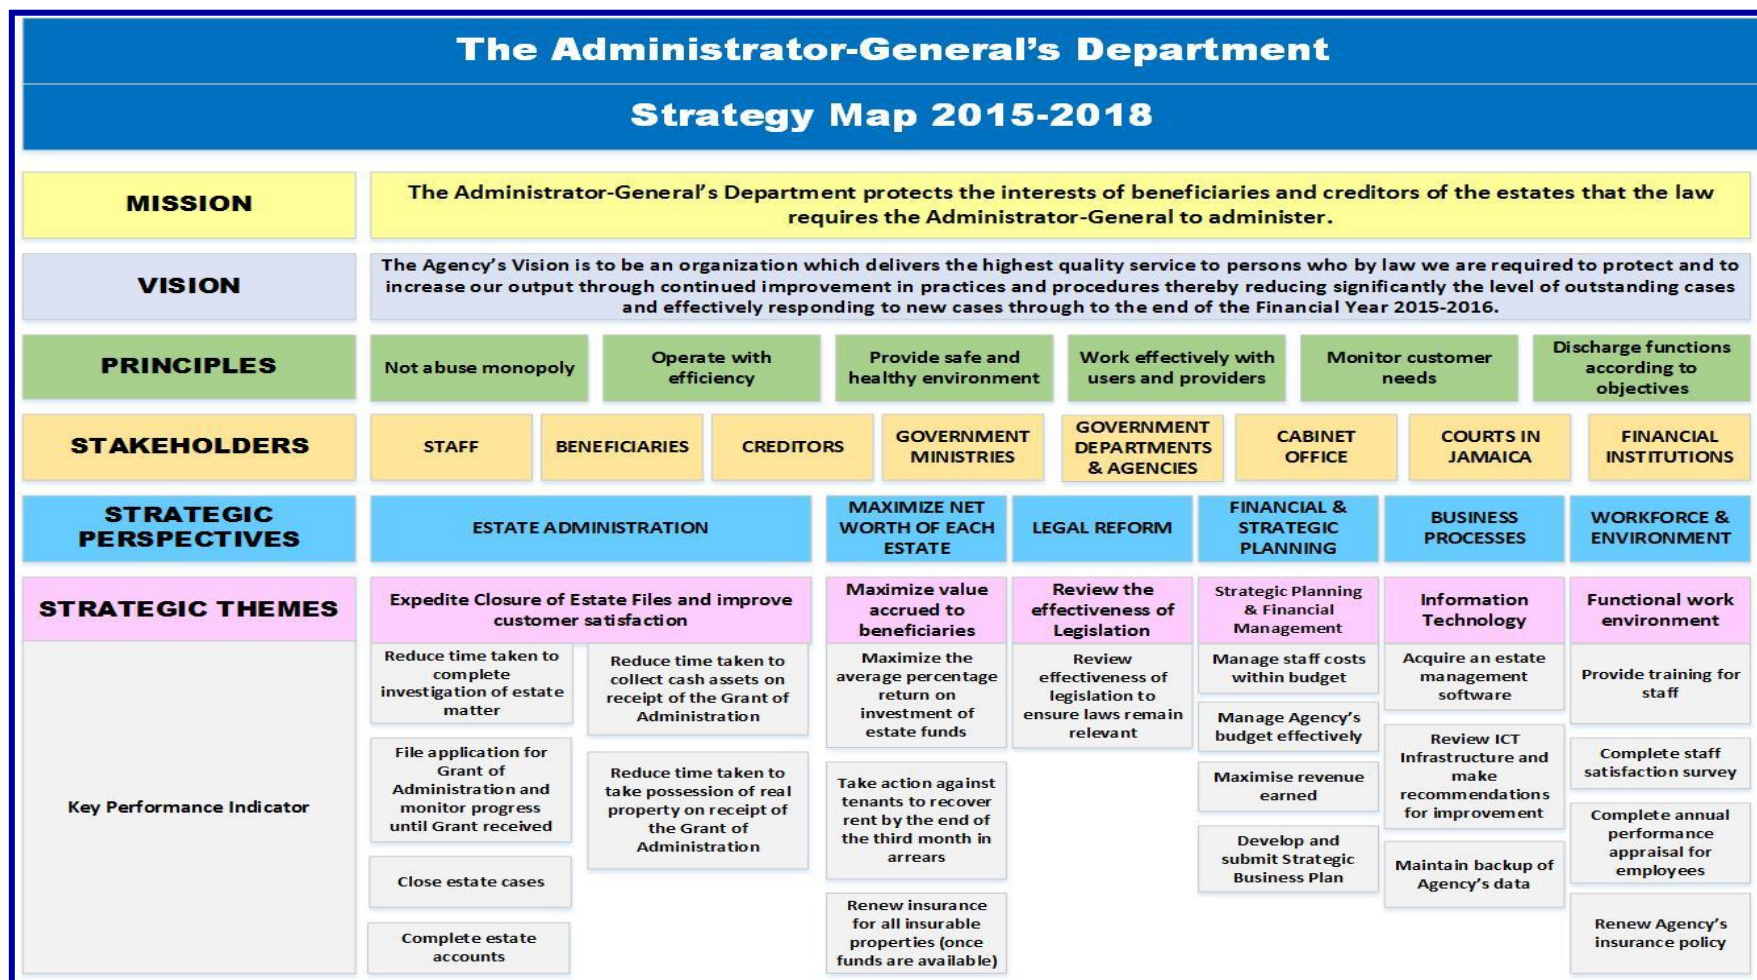 The Administrator-General's Department
Strategy Map 2015-2018
MISSION
The Administrator-General's Department protects the interests of beneficiaries and creditors of the estates that the law
requires the Administrator-General to administer.
VISION
The Agency's Vision is to be an organization which delivers the highest quality service to persons who by law we are required to protect and to
increase our output through continued improvement in practices and procedures thereby reducing significantly the level of outstanding cases
and effectively responding to new cases through to the end of the Financial Year 2015-2016.
PRINCIPLES
Not abuse monopoly
Operate with
efficiency
Provide safe and
healthy environment
Work effectively with
users and providers
Monitor customer
needs
Discharge functions
according to
objectives
STAKEHOLDERS
STAFF
BENEFICIARIES
CREDITORS
GOVERNMENT
MINISTRIES
GOVERNMENT
DEPARTMENTS
& AGENCIES
CABINET
OFFICE
COURTS IN
JAMAICA
FINANCIAL
INSTITUTIONS
STRATEGIC
PERSPECTIVES
ESTATE ADMINISTRATION
MAXIMIZE NET
WORTH OF EACH
ESTATE
LEGAL REFORM
FINANCIAL &
STRATEGIC
PLANNING
BUSINESS
PROCESSES
WORKFORCE &
ENVIRONMENT
STRATEGIC THEMES
Expedite Closure of Estate Files and improve
customer satisfaction
Maximize value
accrued to
beneficiaries
Review the
effectiveness of
Legislation
Strategic Planning
& Financial
Management
Information
Technology
Functional work
environment
Key Performance Indicator
Reduce time taken to
complete
investigation of estate
matter
File application for
Grant of
Administration and
monitor progress
until Grant received
Close estate cases
Complete estate
accounts
Reduce time taken to
collect cash assets on
receipt of the Grant of
Administration
Reduce time taken to
take possession of real
property on receipt of
the Grant of
Administration
Maximize the
average percentage
return on
investment of
estate funds
Take action against
tenants to recover
rent by the end of
the third month in
arrears
Renew insurance
for all insurable
properties (once
funds are available)
Review
effectiveness of
legislation to
ensure laws remain
relevant
Manage staff costs
within budget
Manage Agency's
budget effectively
Maximise revenue
earned
Develop and
submit Strategic
Business Plan
Acquire an estate
management
software
Review ICT
Infrastructure and
make
recommendations
for improvement
Maintain backup of
Agency's data
Provide training for
staff
Complete staff
satisfaction survey
Complete annual
performance
appraisal for
employees
Renew Agency's
insurance policy